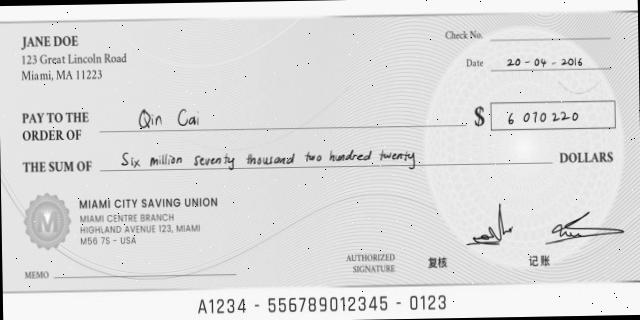 JANE DOE
123 Great Lincoln Road
Miami, MA 11223
Check No.
Date 20-04-2016
PAY TO THE
ORDER OF Qin Cai
$ 6 070 220
THE SUM OF Six million seventy thousand two hundred twenty DOLLARS
M
MIAMI CITY SAVING UNION
MIAMI CENTRE BRANCH
HIGHLAND AVENUE 123, MIAMI
M56 7S - USA
MEMO
AUTHORIZED
SIGNATURE
复核 记账
A1234 - 556789012345 - 0123